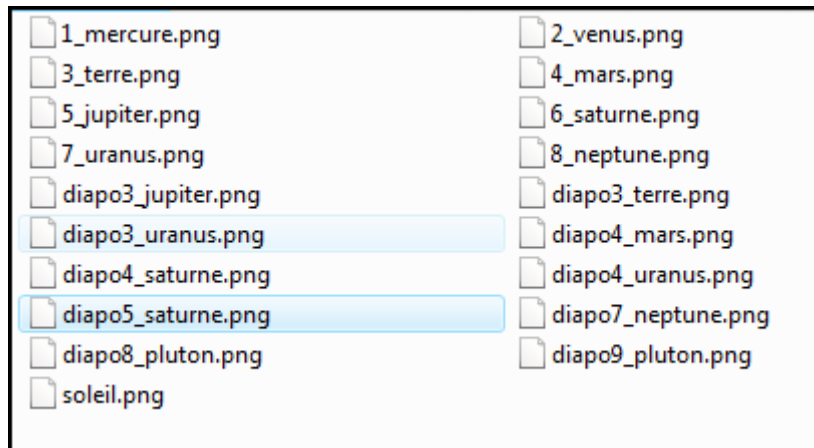 1_mercure.png 2_venus.png
3_terre.png 4_mars.png
5_jupiter.png 6_saturne.png
7_uranus.png 8_neptune.png
diapo3_jupiter.png diapo3_terre.png
diapo3_uranus.png diapo4_mars.png
diapo4_saturne.png diapo4_uranus.png
diapo5_saturne.png diapo7_neptune.png
diapo8_pluton.png diapo9_pluton.png
soleil.png